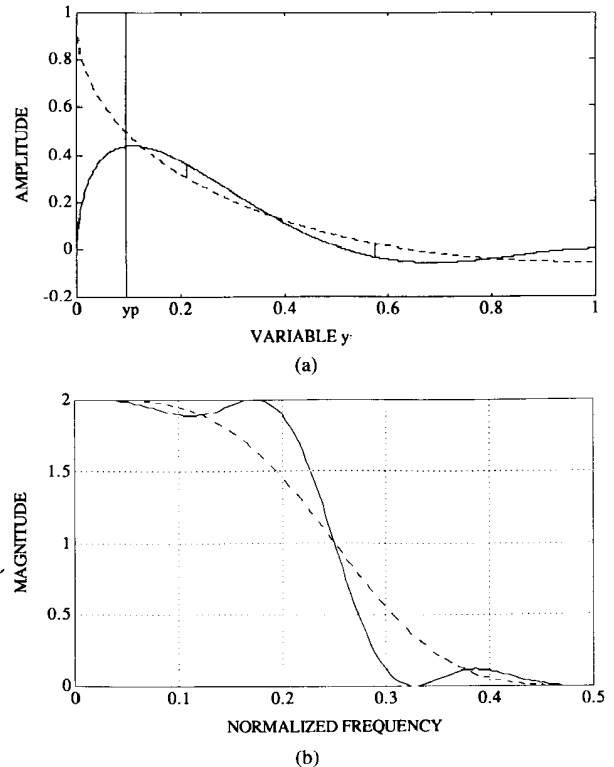 1
0.8
0.6
0.4
0.2
0
-0.2
AMPLITUDE
0 yp 0.2 0.4 0.6 0.8 1
VARIABLE y
(a)
2
1.5
1
0.5
0
MAGNITUDE
0 0.1 0.2 0.3 0.4 0.5
NORMALIZED FREQUENCY
(b)